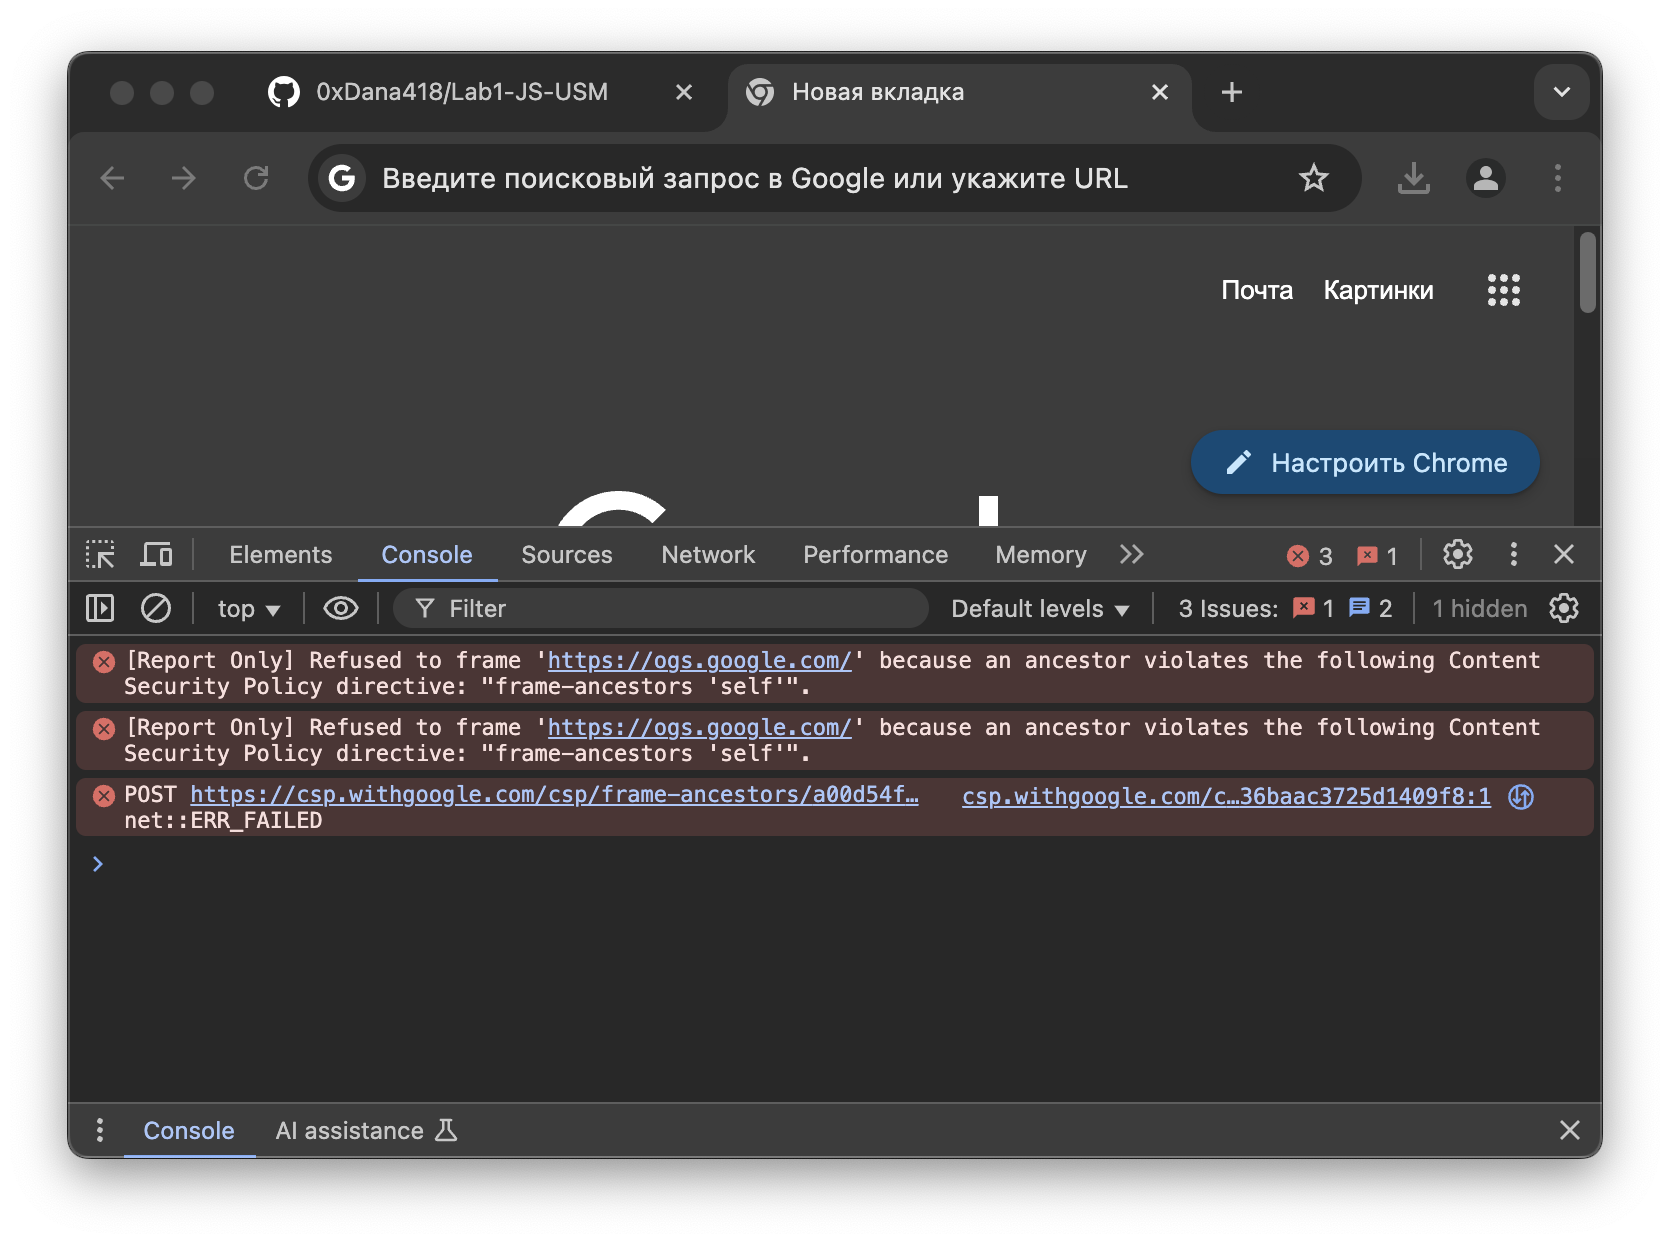 0xDana418/Lab1-JS-USM
Новая вкладка
Введите поисковый запрос в Google или укажите URL
Почта Картинки
Настроить Chrome
Elements Console Sources Network Performance Memory 3 1
top Filter Default levels 3 Issues: 1 2 1 hidden
[Report Only] Refused to frame 'https://ogs.google.com/' because an ancestor violates the following Content
Security Policy directive: "frame-ancestors 'self'".
[Report Only] Refused to frame 'https://ogs.google.com/' because an ancestor violates the following Content
Security Policy directive: "frame-ancestors 'self'".
POST https://csp.withgoogle.com/csp/frame-ancestors/a00d54f… csp.withgoogle.com/c…36baac3725d1409f8:1
net::ERR_FAILED
Console AI assistance